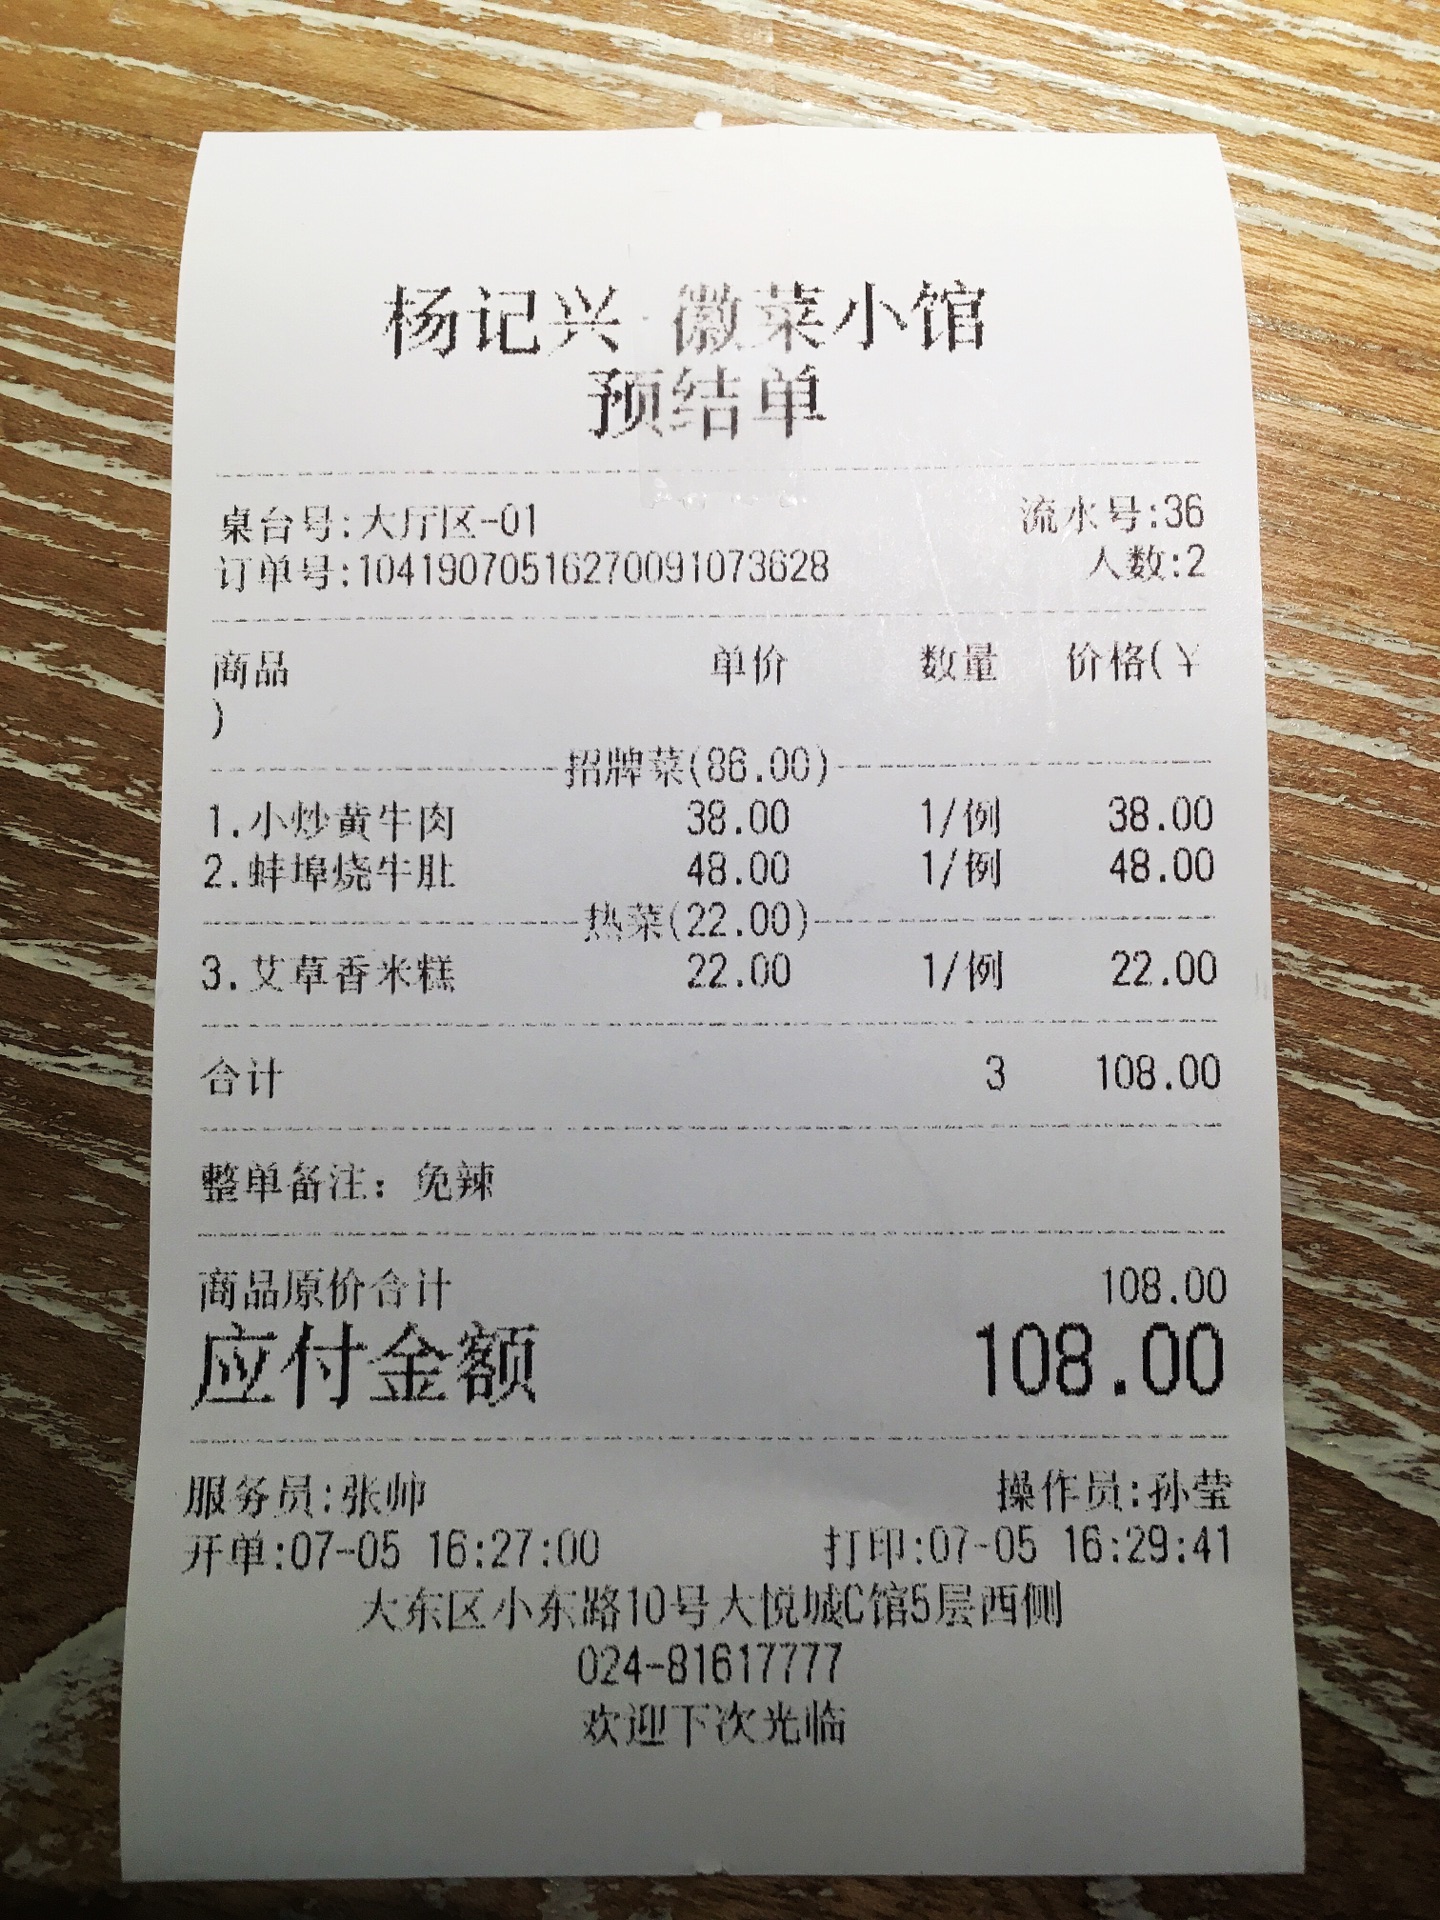 杨记兴·徽菜小馆
预结单
桌台号:大厅区-01 流水号:36
订单号:10419070516270091073628 人数:2
商品 单价 数量 价格(¥
)
招牌菜(86.00)
1.小炒黄牛肉 38.00 1/例 38.00
2.蚌埠烧牛肚 48.00 1/例 48.00
热菜(22.00)
3.艾草香米糕 22.00 1/例 22.00
合计 3 108.00
整单备注：免辣
商品原价合计 108.00
应付金额 108.00
服务员:张帅 操作员:孙莹
开单:07-05 16:27:00 打印:07-05 16:29:41
大东区小东路10号大悦城C馆5层西侧
024-81617777
欢迎下次光临